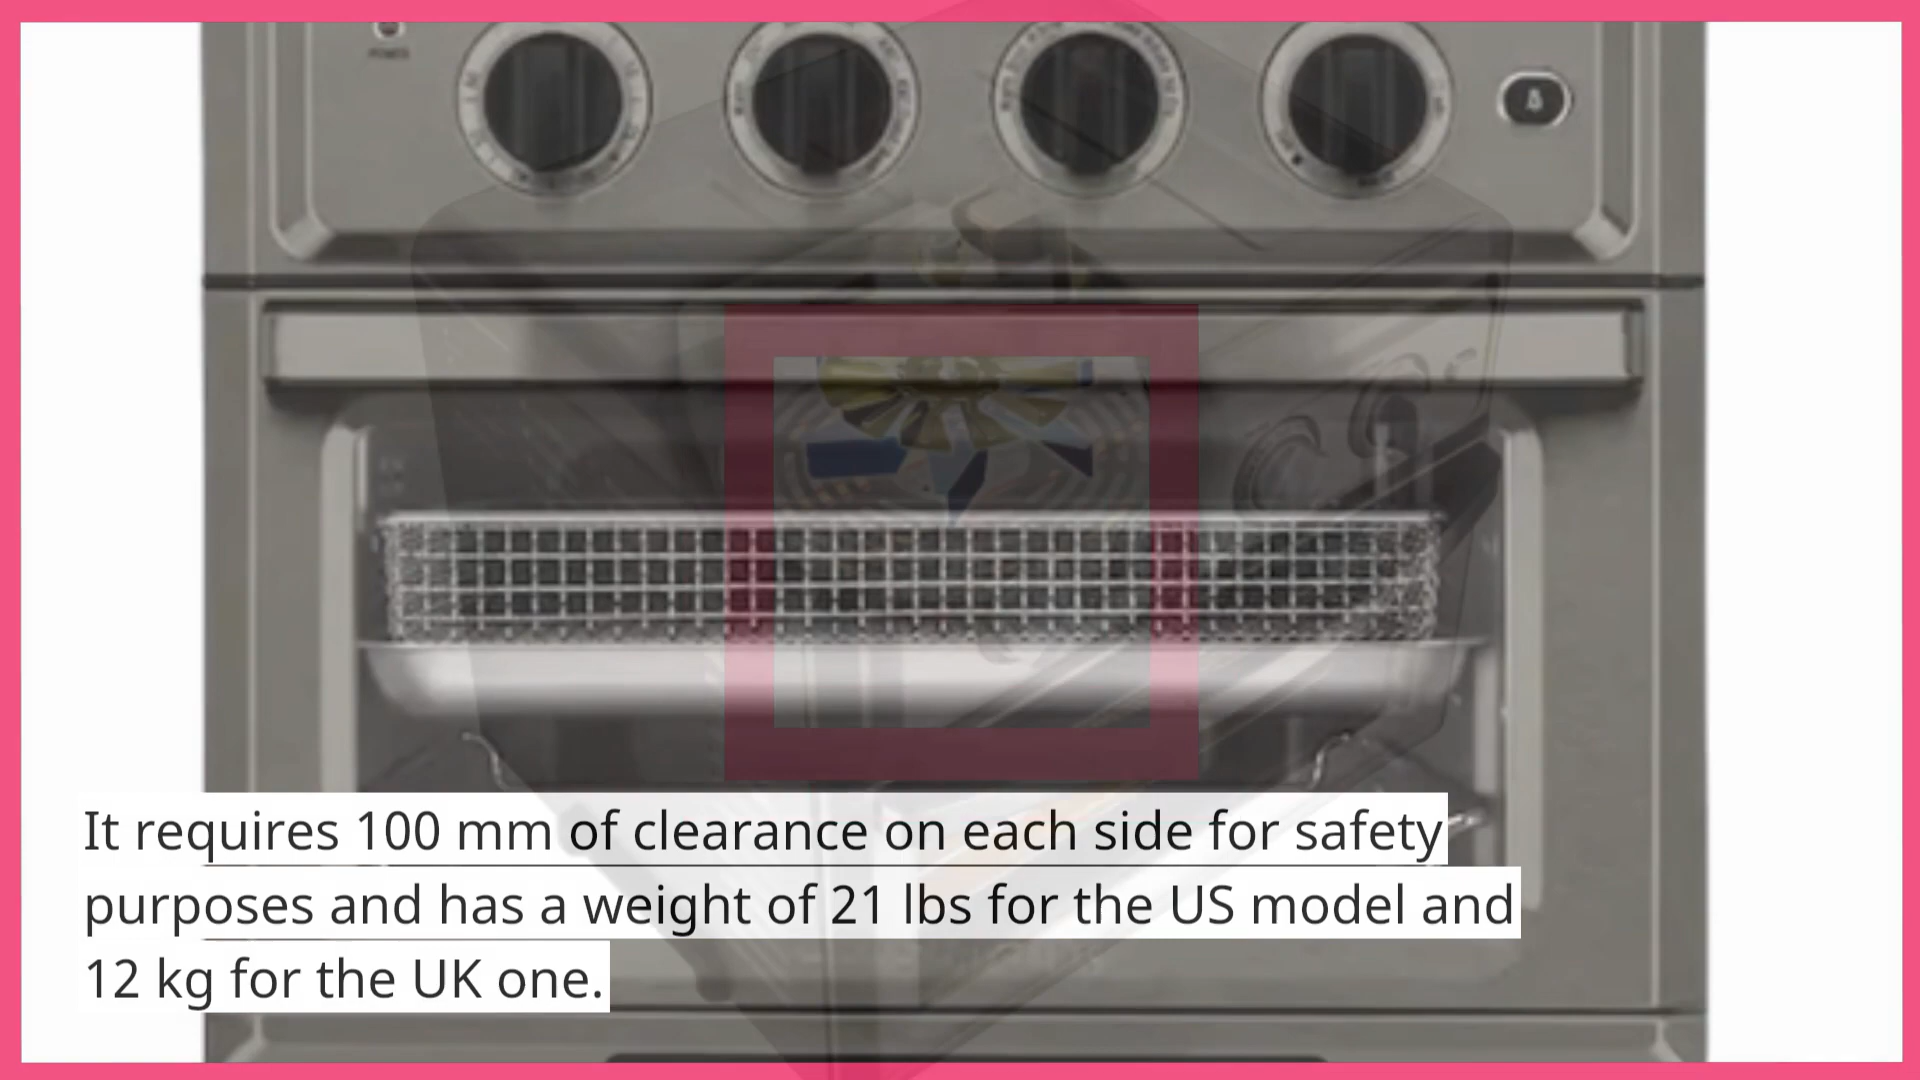 POWER
It requires 100 mm of clearance on each side for safety
purposes and has a weight of 21 lbs for the US model and
12 kg for the UK one.